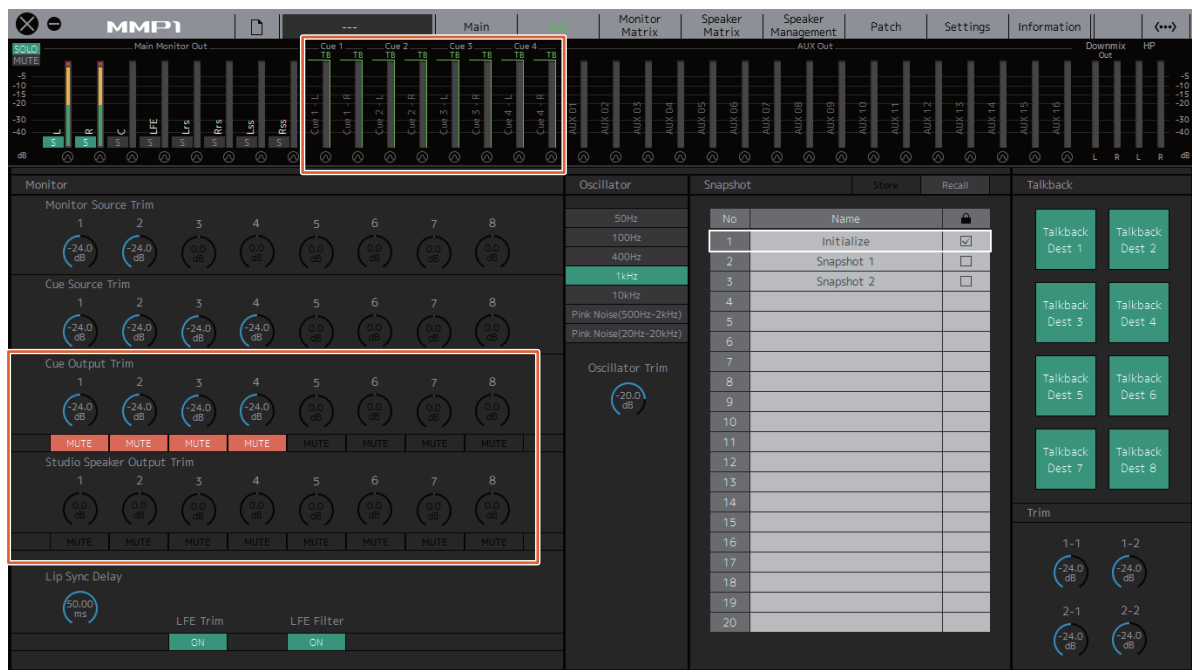 MMP1 --- Main Monitor Matrix Speaker Matrix Speaker Management Patch Settings Information
SOLO MUTE Main Monitor Out Cue 1 Cue 2 Cue 3 Cue 4 AUX Out Downmix Out HP
TB TB TB TB TB TB TB TB
-5 -5
-10 -10
-15 -15
-20 -20
-30 -30
-40 -40
L R C LFE Lrs Rrs Lss Rss Cue 1 - L Cue 1 - R Cue 2 - L Cue 2 - R Cue 3 - L Cue 3 - R Cue 4 - L Cue 4 - R AUX 01 AUX 02 AUX 03 AUX 04 AUX 05 AUX 06 AUX 07 AUX 08 AUX 09 AUX 10 AUX 11 AUX 12 AUX 13 AUX 14 AUX 15 AUX 16
S S S S S S S S
dB L R L R dB
Monitor
Monitor Source Trim
1 2 3 4 5 6 7 8
-24.0 dB -24.0 dB 0.0 dB 0.0 dB 0.0 dB 0.0 dB 0.0 dB 0.0 dB
Cue Source Trim
1 2 3 4 5 6 7 8
-24.0 dB -24.0 dB -24.0 dB -24.0 dB 0.0 dB 0.0 dB 0.0 dB 0.0 dB
Cue Output Trim
1 2 3 4 5 6 7 8
-24.0 dB -24.0 dB -24.0 dB -24.0 dB 0.0 dB 0.0 dB 0.0 dB 0.0 dB
MUTE MUTE MUTE MUTE MUTE MUTE MUTE MUTE
Studio Speaker Output Trim
1 2 3 4 5 6 7 8
0.0 dB 0.0 dB 0.0 dB 0.0 dB 0.0 dB 0.0 dB 0.0 dB 0.0 dB
MUTE MUTE MUTE MUTE MUTE MUTE MUTE MUTE
Lip Sync Delay
50.00 ms
LFE Trim LFE Filter
ON ON
Oscillator
50Hz
100Hz
400Hz
1kHz
10kHz
Pink Noise(500Hz-2kHz)
Pink Noise(20Hz-20kHz)
Oscillator Trim
-20.0 dB
Snapshot Store Recall
No Name
1 Initialize
2 Snapshot 1
3 Snapshot 2
4
5
6
7
8
9
10
11
12
13
14
15
16
17
18
19
20
Talkback
Talkback Dest 1 Talkback Dest 2
Talkback Dest 3 Talkback Dest 4
Talkback Dest 5 Talkback Dest 6
Talkback Dest 7 Talkback Dest 8
Trim
1-1 1-2
-24.0 dB -24.0 dB
2-1 2-2
-24.0 dB -24.0 dB